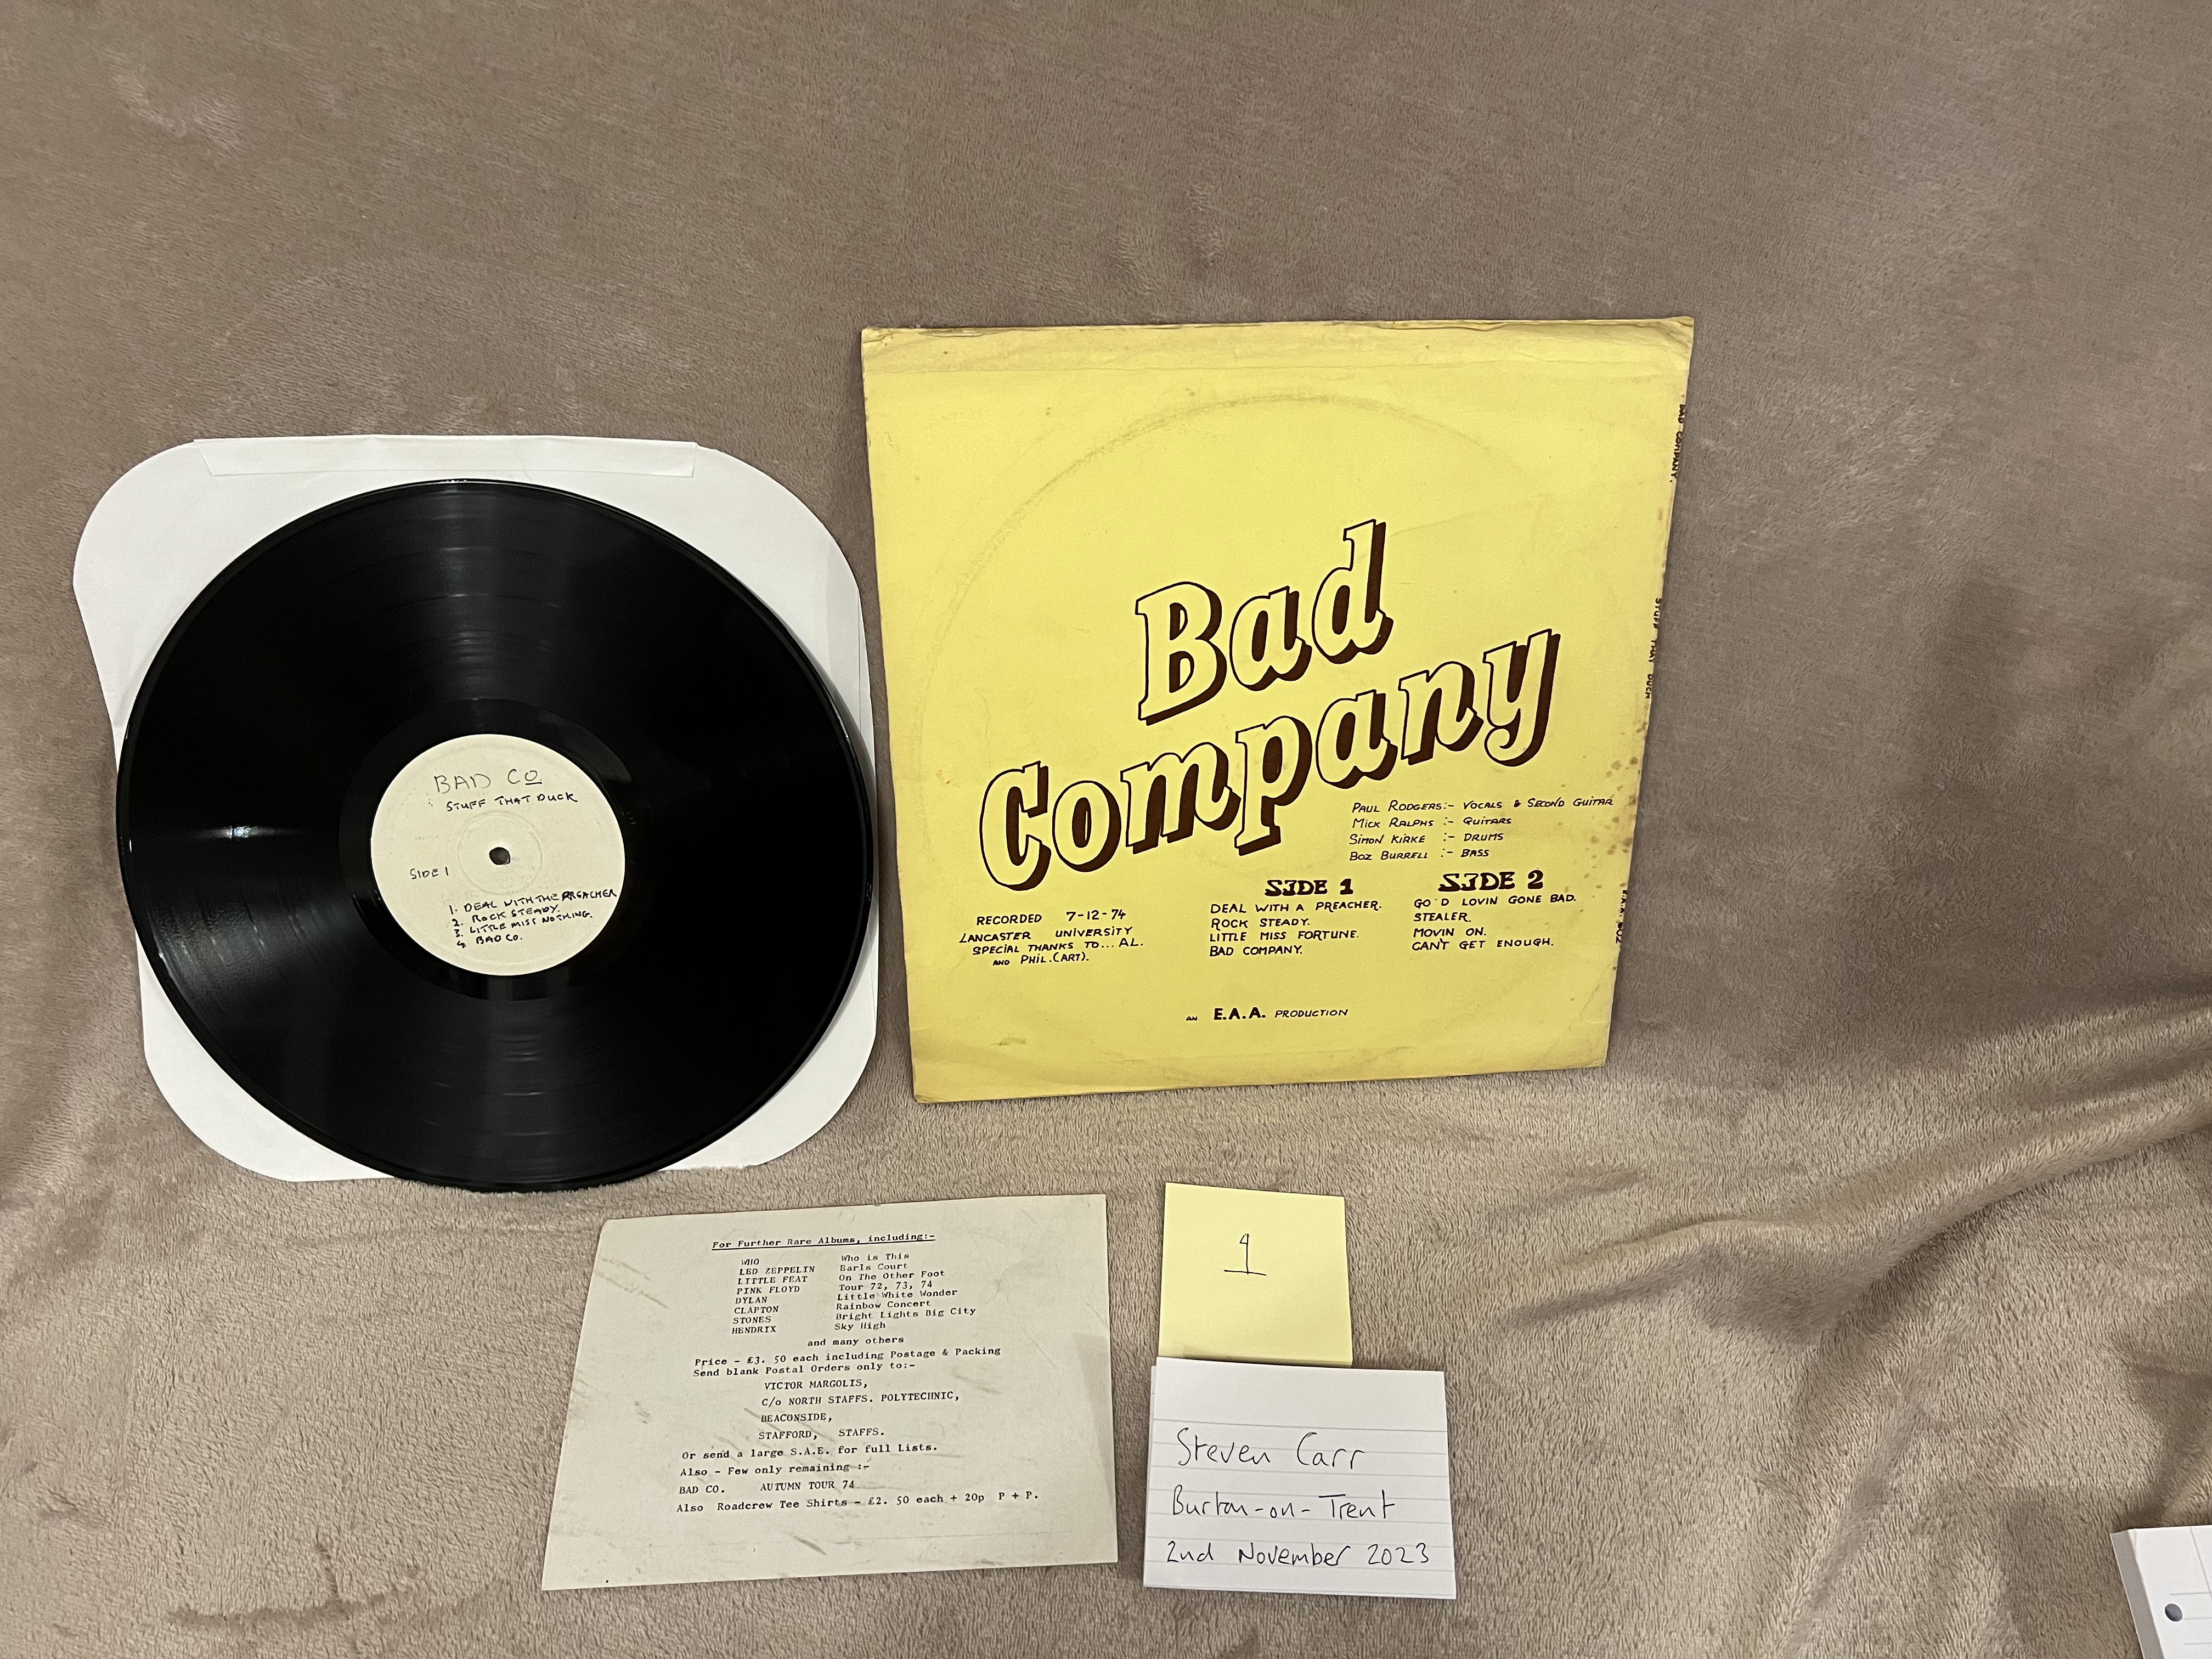 BAD CO
STUFF THAT DUCK
SIDE 1
1. DEAL WITH THE PREACHER
2. ROCK STEADY.
3. LITTLE MISS NOTHING.
4 BAD CO.
Bad
Company
PAUL RODGERS:- VOCALS & SECOND GUITAR
MICK RALPHS :- GUITARS
SIMON KIRKE :- DRUMS
BOZ BURRELL :- BASS
RECORDED 7-12-74
LANCASTER UNIVERSITY
SPECIAL THANKS TO... AL.
AND PHIL.(ART).
SIDE 1
DEAL WITH A PREACHER.
ROCK STEADY.
LITTLE MISS FORTUNE.
BAD COMPANY.
SIDE 2
GO D LOVIN GONE BAD.
STEALER.
MOVIN ON.
CAN'T GET ENOUGH.
AN E.A.A. PRODUCTION
BAD COMPANY.
STUFF THAT DUCK
For Further Rare Albums, including:-
WHO Who is This
LED ZEPPELIN Earls Court
LITTLE FEAT On The Other Foot
PINK FLOYD Tour 72, 73, 74
DYLAN Little White Wonder
CLAPTON Rainbow Concert
STONES Bright Lights Big City
HENDRIX Sky High
and many others
Price - £3. 50 each including Postage & Packing
Send blank Postal Orders only to:-
VICTOR MARGOLIS,
C/o NORTH STAFFS. POLYTECHNIC,
BEACONSIDE,
STAFFORD, STAFFS.
Or send a large S.A.E. for full Lists.
Also - Few only remaining :-
BAD CO. AUTUMN TOUR 74
Also Roadcrew Tee Shirts - £2. 50 each + 20p P + P.
1
Steven Carr
Burton-on-Trent
2nd November 2023